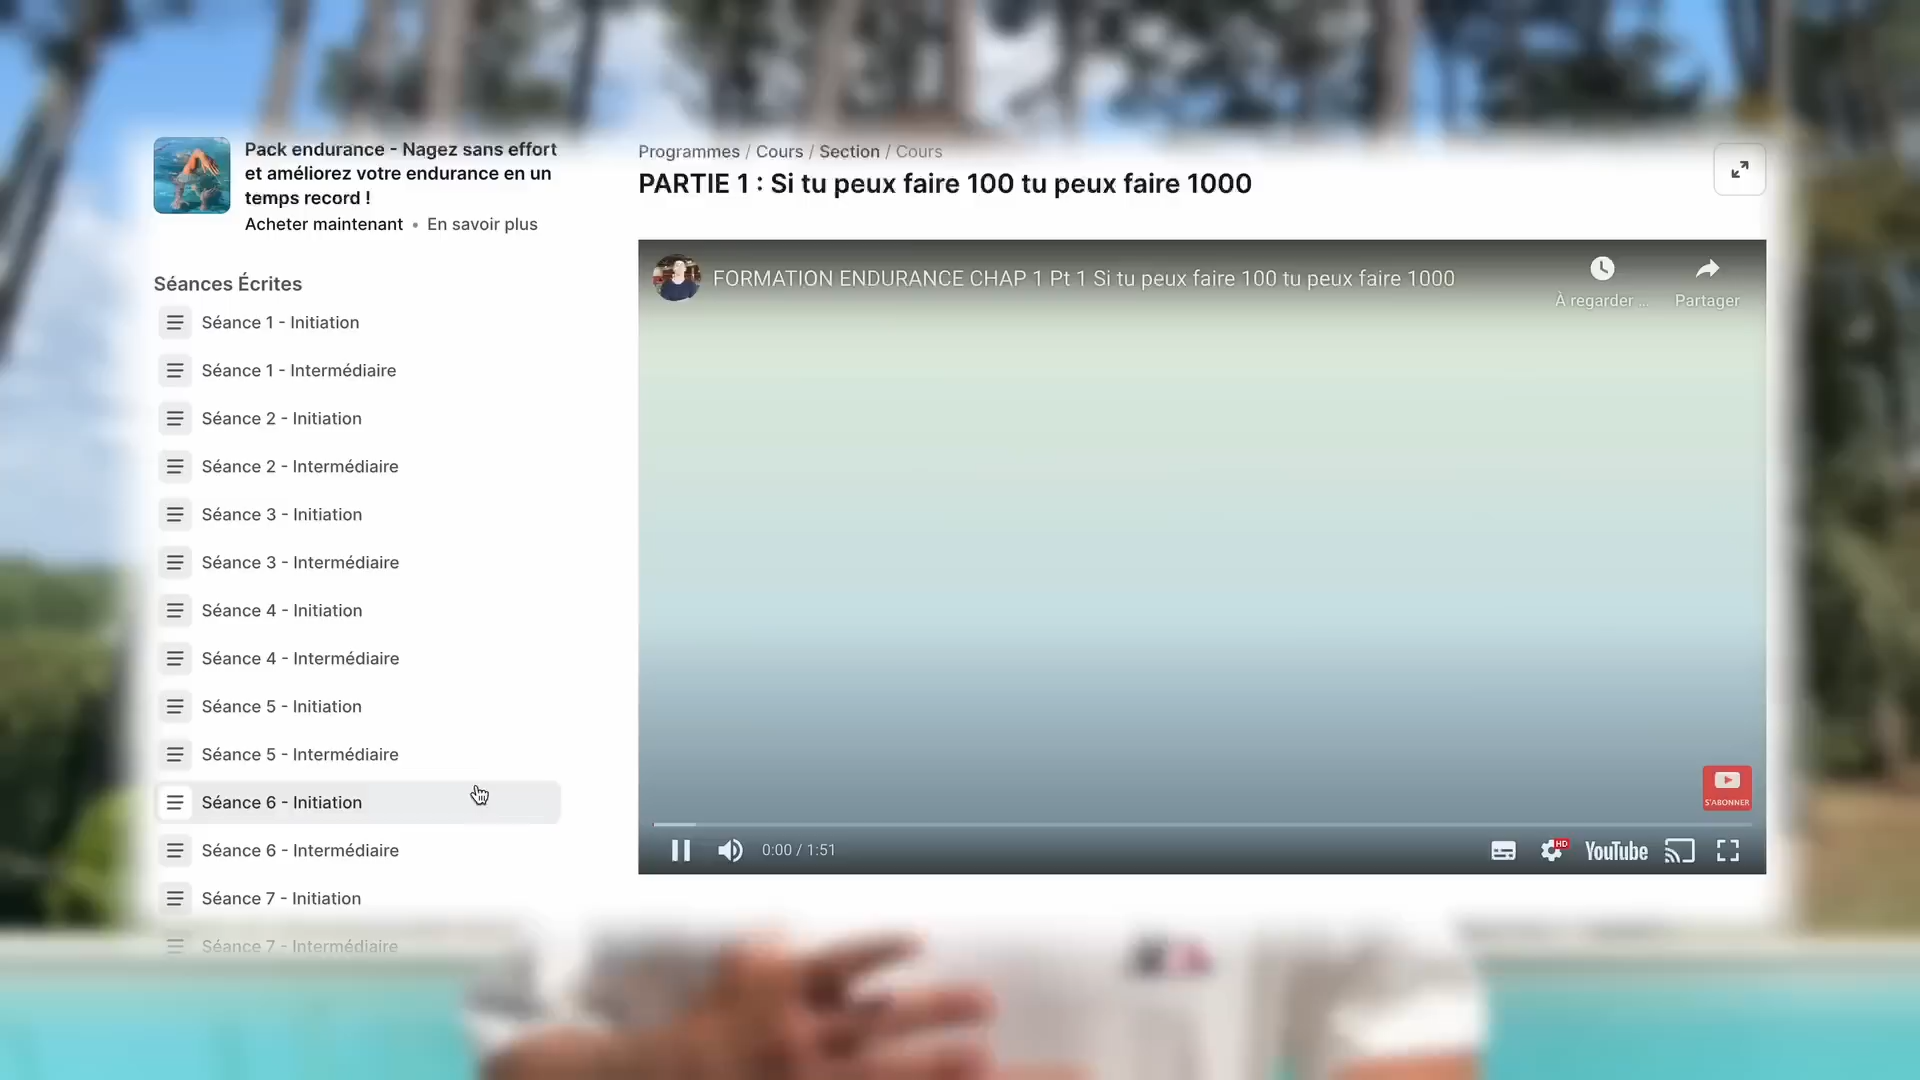 Pack endurance - Nagez sans effort
et améliorez votre endurance en un
temps record !
Acheter maintenant • En savoir plus
Séances Écrites
Séance 1 - Initiation
Séance 1 - Intermédiaire
Séance 2 - Initiation
Séance 2 - Intermédiaire
Séance 3 - Initiation
Séance 3 - Intermédiaire
Séance 4 - Initiation
Séance 4 - Intermédiaire
Séance 5 - Initiation
Séance 5 - Intermédiaire
Séance 6 - Initiation
Séance 6 - Intermédiaire
Séance 7 - Initiation
Séance 7 - Intermédiaire
Programmes / Cours / Section / Cours
PARTIE 1 : Si tu peux faire 100 tu peux faire 1000
FORMATION ENDURANCE CHAP 1 Pt 1 Si tu peux faire 100 tu peux faire 1000
À regarder ...
Partager
S'ABONNER
0:00 / 1:51
HD
YouTube